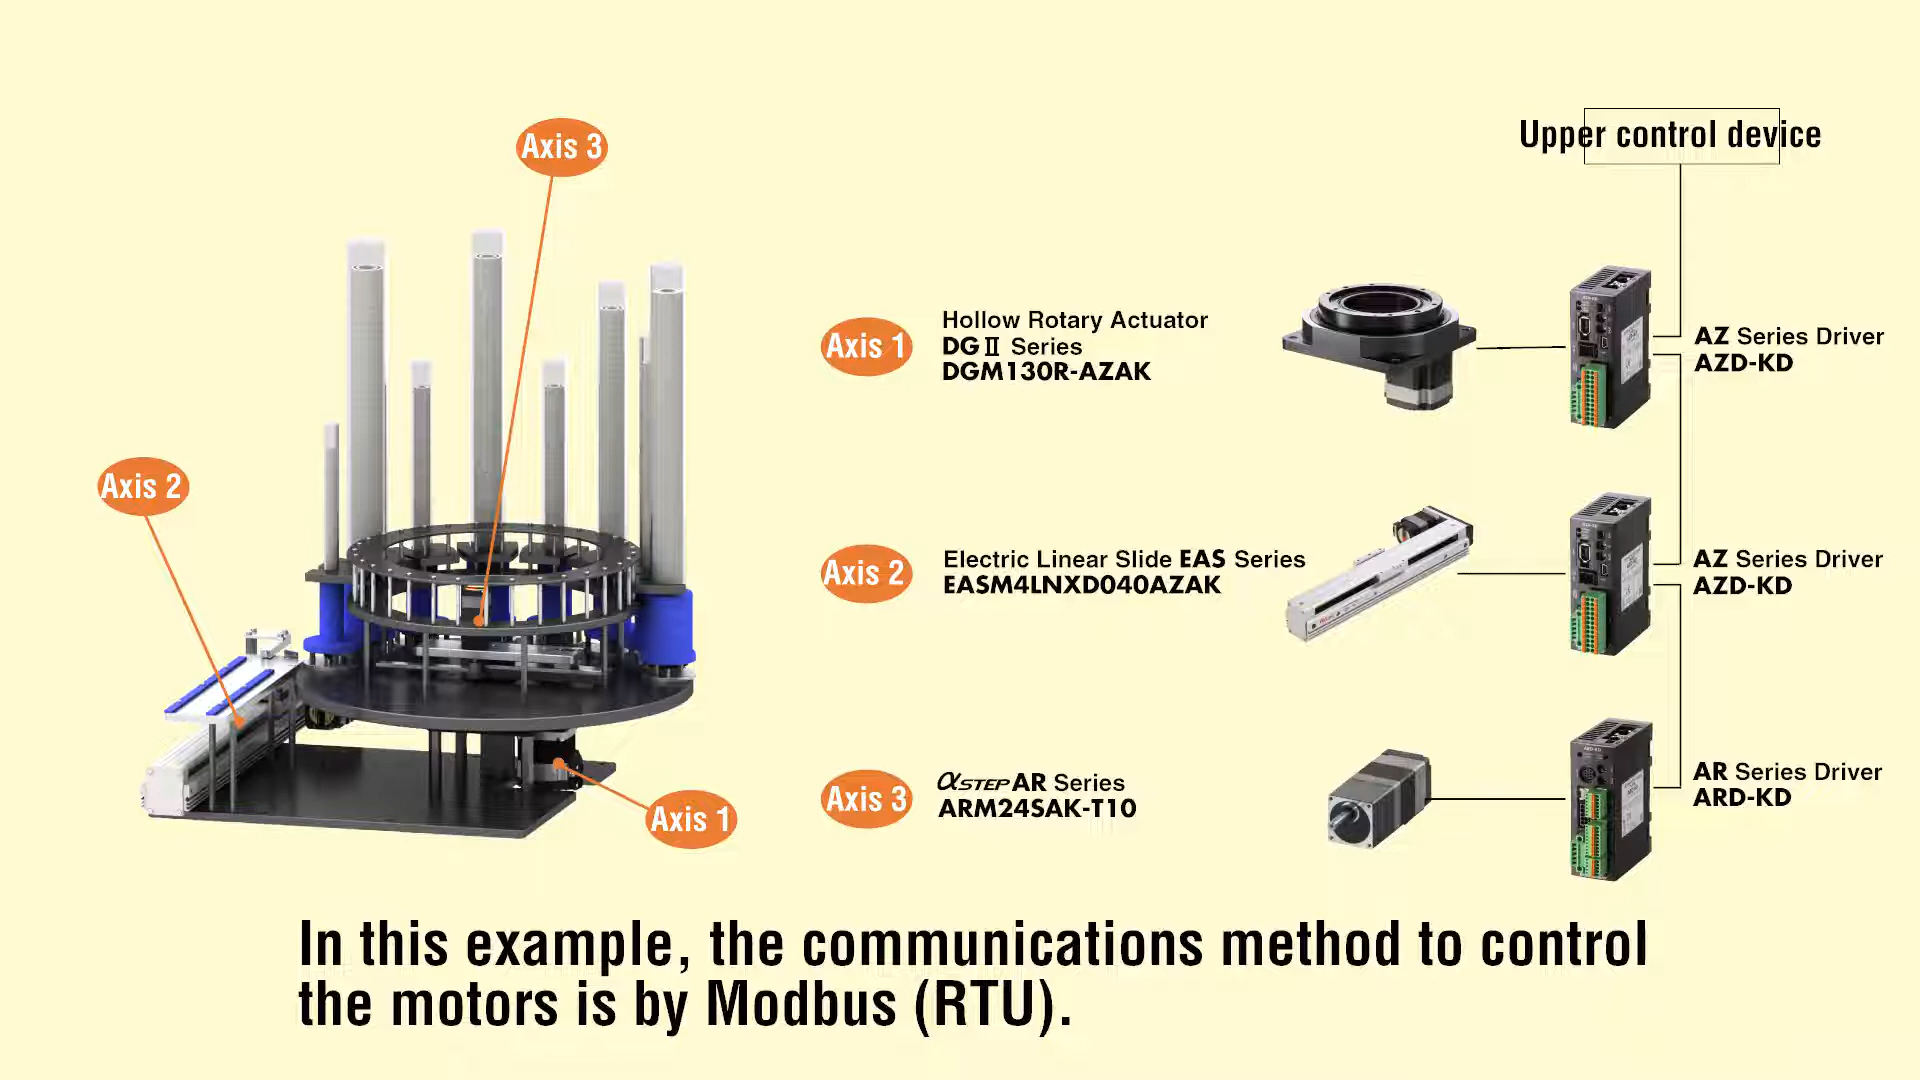 Axis 3
Axis 2
Axis 1
Upper control device
Axis 1
Hollow Rotary Actuator
DGⅡ Series
DGM130R-AZAK
AZ Series Driver
AZD-KD
Axis 2
Electric Linear Slide EAS Series
EASM4LNXD040AZAK
AZ Series Driver
AZD-KD
Axis 3
αSTEP AR Series
ARM24SAK-T10
AR Series Driver
ARD-KD
In this example, the communications method to control
the motors is by Modbus (RTU).